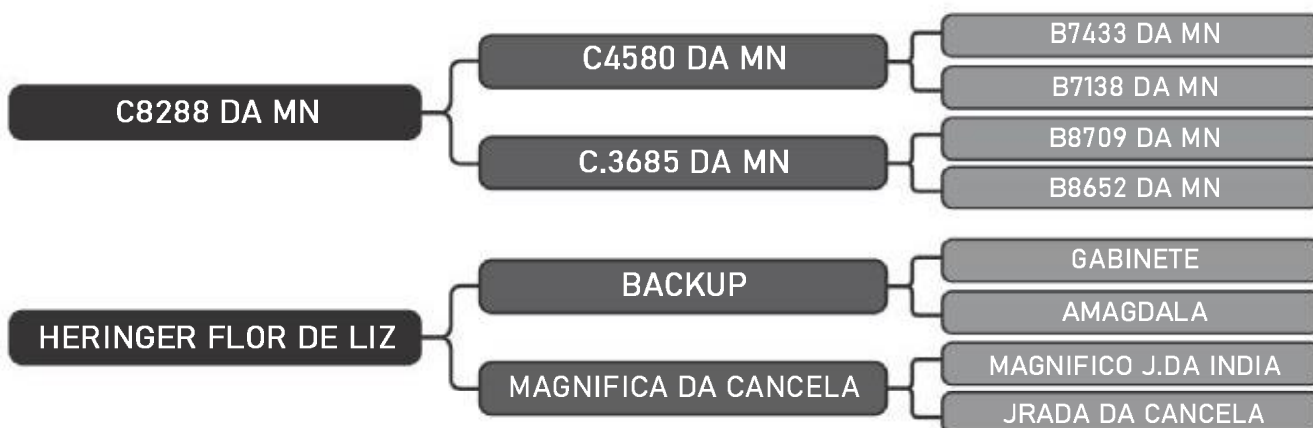 C8288 DA MN
C4580 DA MN
B7433 DA MN
B7138 DA MN
C.3685 DA MN
B8709 DA MN
B8652 DA MN
HERINGER FLOR DE LIZ
BACKUP
GABINETE
AMAGDALA
MAGNIFICA DA CANCELA
MAGNIFICO J.DA INDIA
JRADA DA CANCELA